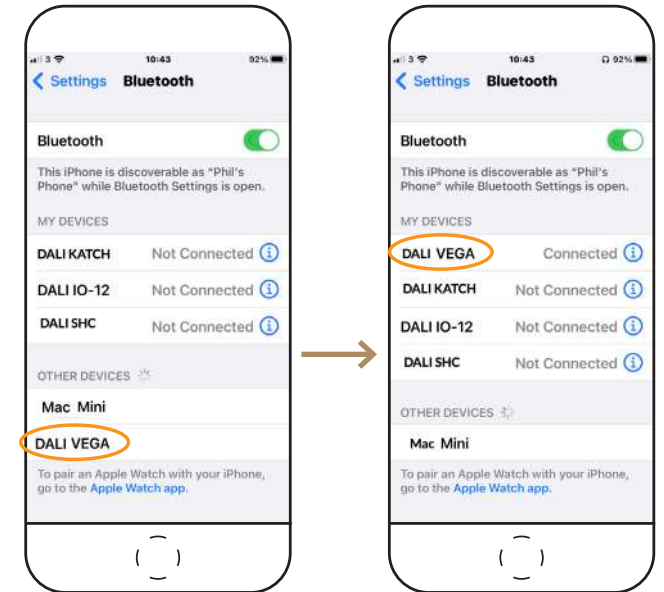 3 10:43 92%
Settings Bluetooth
Bluetooth
This iPhone is discoverable as “Phil's
Phone” while Bluetooth Settings is open.
MY DEVICES
DALI KATCH Not Connected
DALI IO-12 Not Connected
DALI SHC Not Connected
OTHER DEVICES
Mac Mini
DALI VEGA
To pair an Apple Watch with your iPhone,
go to the Apple Watch app.
3 10:43 92%
Settings Bluetooth
Bluetooth
This iPhone is discoverable as “Phil's
Phone” while Bluetooth Settings is open.
MY DEVICES
DALI VEGA Connected
DALI KATCH Not Connected
DALI IO-12 Not Connected
DALI SHC Not Connected
OTHER DEVICES
Mac Mini
To pair an Apple Watch with your iPhone,
go to the Apple Watch app.